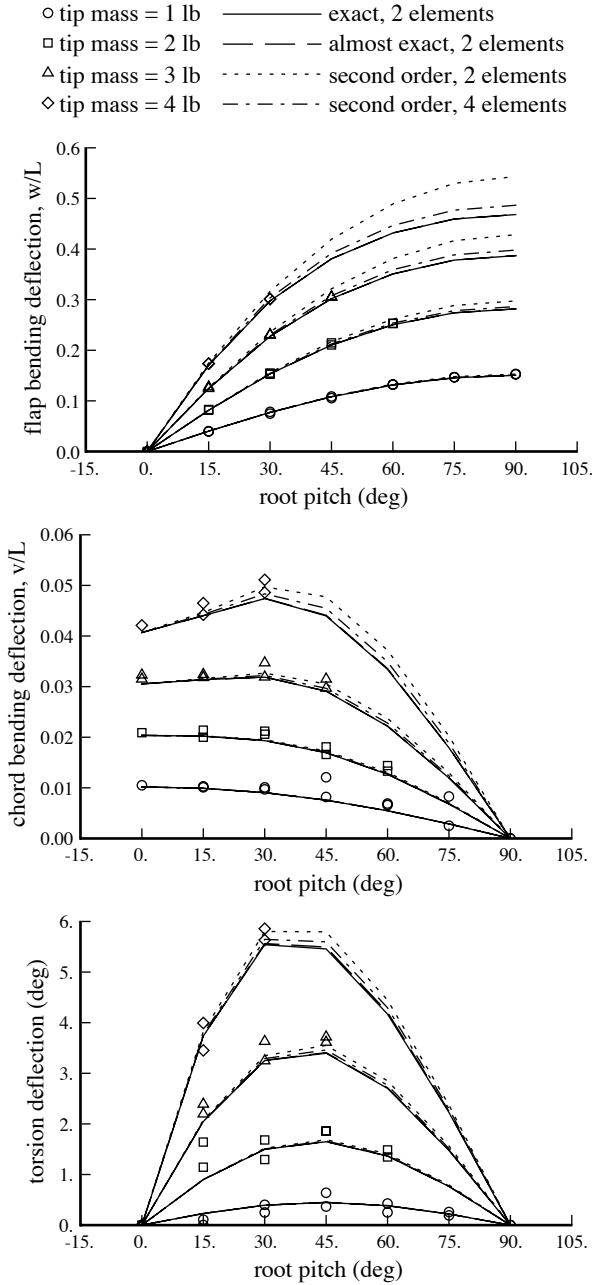 tip mass = 1 lb exact, 2 elements
tip mass = 2 lb almost exact, 2 elements
tip mass = 3 lb second order, 2 elements
tip mass = 4 lb second order, 4 elements
flap bending deflection, w/L
0.6
0.5
0.4
0.3
0.2
0.1
0.0
-15. 0. 15. 30. 45. 60. 75. 90. 105.
root pitch (deg)
chord bending deflection, v/L
0.06
0.05
0.04
0.03
0.02
0.01
0.00
-15. 0. 15. 30. 45. 60. 75. 90. 105.
root pitch (deg)
torsion deflection (deg)
6.
5.
4.
3.
2.
1.
0.
-15. 0. 15. 30. 45. 60. 75. 90. 105.
root pitch (deg)